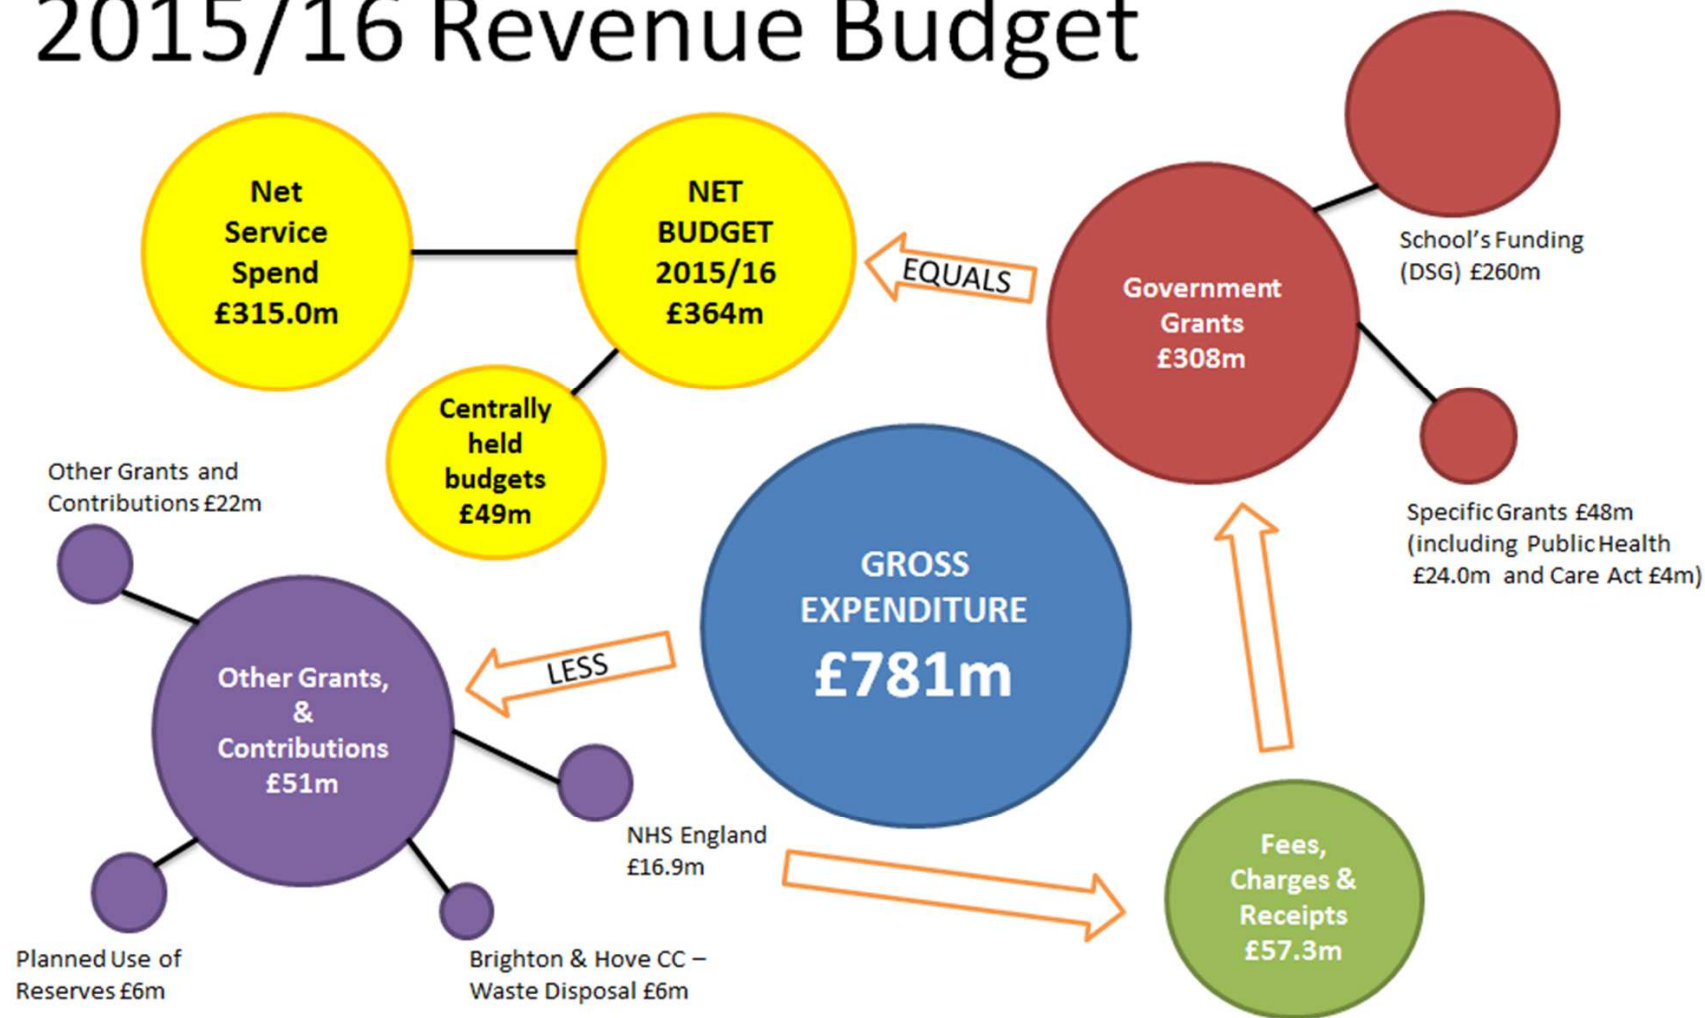 2015/16 Revenue Budget
Net
Service
Spend
£315.0m
NET
BUDGET
2015/16
£364m
EQUALS
Government
Grants
£308m
School's Funding
(DSG) £260m
Specific Grants £48m
(including Public Health
£24.0m and Care Act £4m)
Centrally
held
budgets
£49m
Other Grants and
Contributions £22m
GROSS
EXPENDITURE
£781m
LESS
Other Grants,
&
Contributions
£51m
NHS England
£16.9m
Fees,
Charges &
Receipts
£57.3m
Planned Use of
Reserves £6m
Brighton & Hove CC –
Waste Disposal £6m